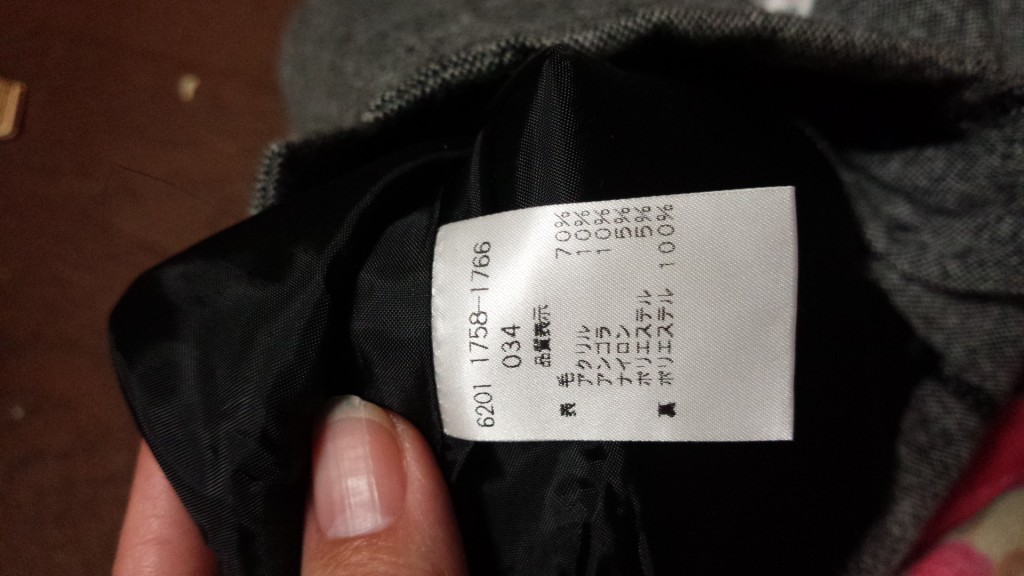 6201 1758-1766
034
品質表示
表 毛 70%
アクリル 10%
アンゴラ 10%
ナイロン 5%
ポリエステル 5%
裏 ポリエステル 100%